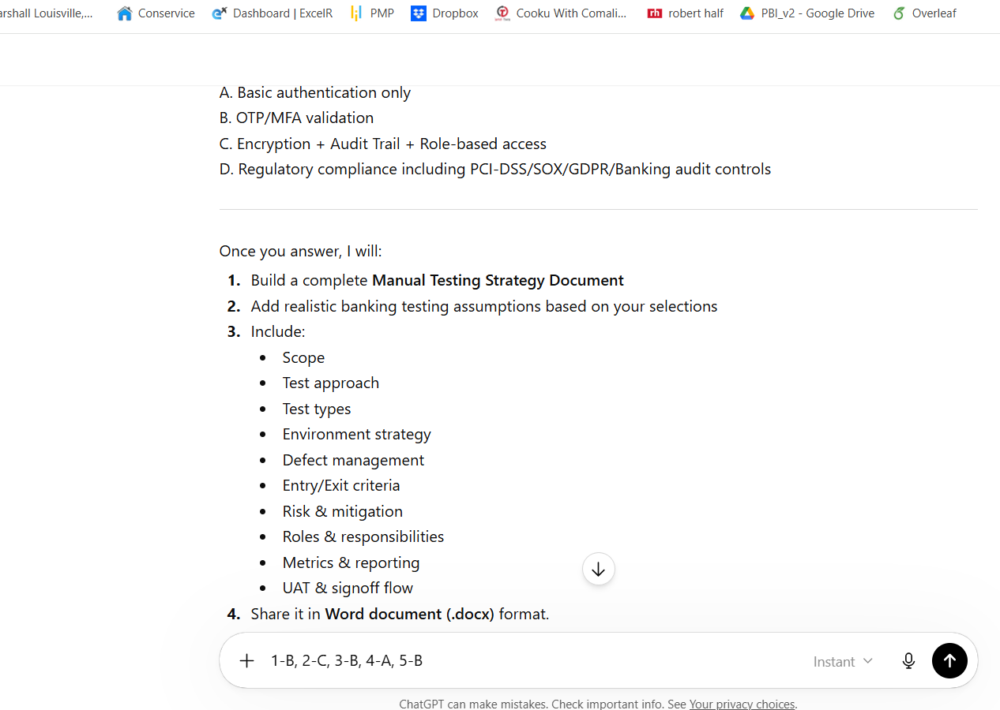 arshall Louisville,... Conservice Dashboard | ExcelR PMP Dropbox Cooku With Comali... rh robert half PBI_v2 - Google Drive Overleaf
A. Basic authentication only
B. OTP/MFA validation
C. Encryption + Audit Trail + Role-based access
D. Regulatory compliance including PCI-DSS/SOX/GDPR/Banking audit controls
Once you answer, I will:
1. Build a complete Manual Testing Strategy Document
2. Add realistic banking testing assumptions based on your selections
3. Include:
• Scope
• Test approach
• Test types
• Environment strategy
• Defect management
• Entry/Exit criteria
• Risk & mitigation
• Roles & responsibilities
• Metrics & reporting
• UAT & signoff flow
4. Share it in Word document (.docx) format.
1-B, 2-C, 3-B, 4-A, 5-B Instant
ChatGPT can make mistakes. Check important info. See Your privacy choices.